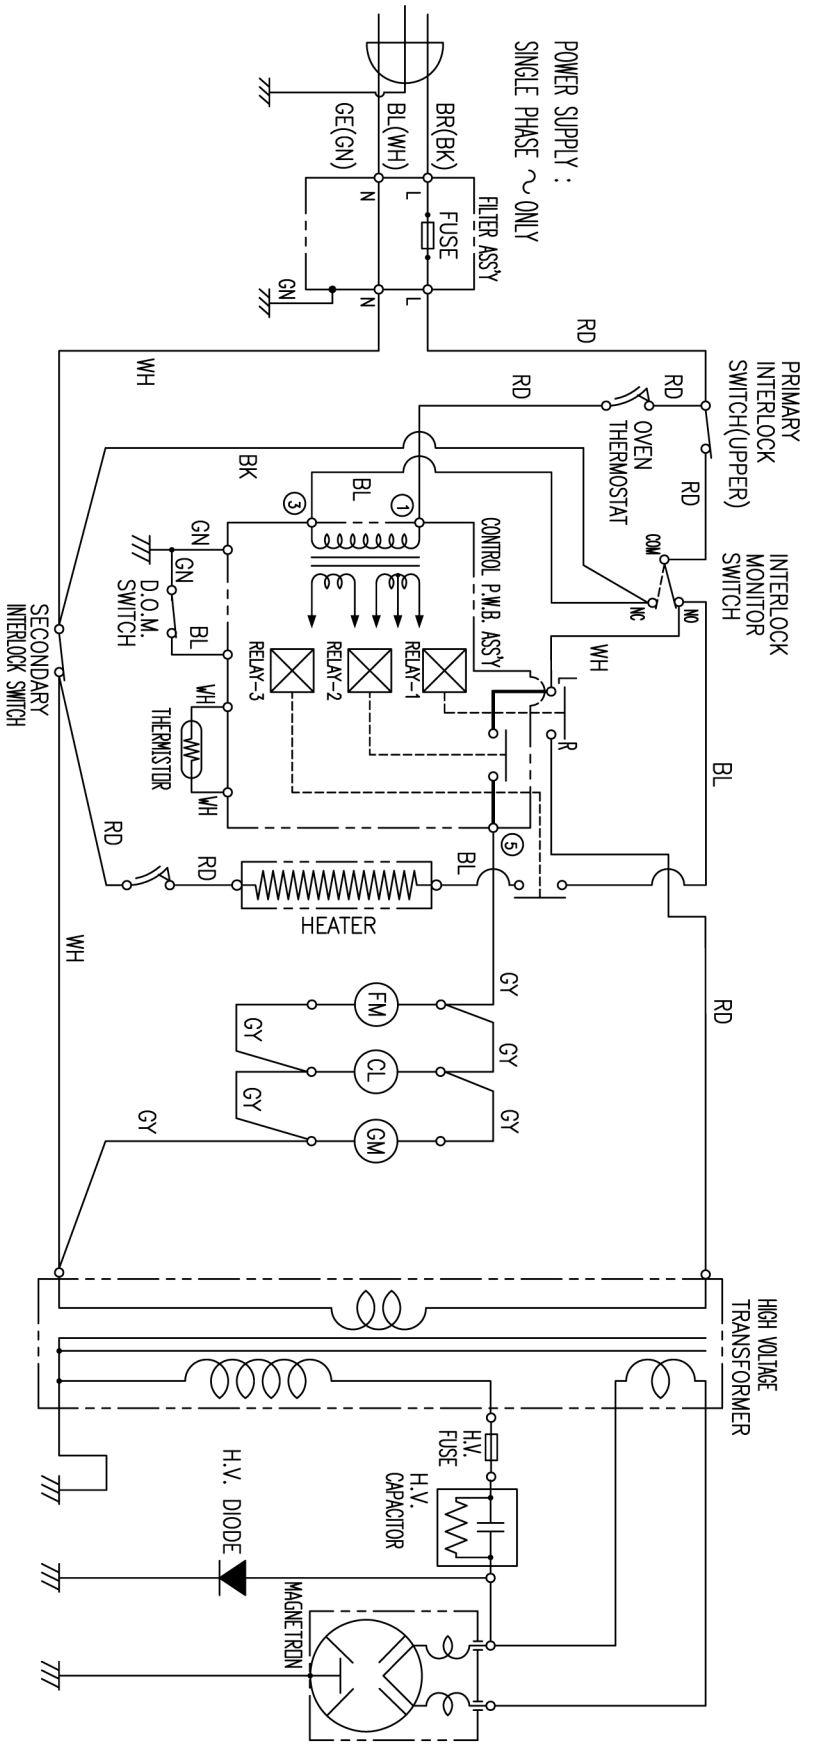 POWER SUPPLY :
SINGLE PHASE ~ ONLY
BR(BK)
BL(WH)
GE(GN)
FILTER ASS'Y
L
N
FUSE
L
N
GN
RD
WH
PRIMARY
INTERLOCK
SWITCH(UPPER)
RD
RD
OVEN
THERMOSTAT
RD
BK
BL
1
3
INTERLOCK
MONITOR
SWITCH
COM
NC
NO
CONTROL P.W.B. ASS'Y
GN
GN
D.O.M.
SWITCH
BL
SECONDARY
INTERLOCK SWITCH
RELAY-1
RELAY-2
RELAY-3
WH
L
R
BL
WH
THERMISTOR
WH
5
RD
RD
HEATER
BL
WH
RD
GY
GY
GY
FM
CL
GM
GY
GY
GY
HIGH VOLTAGE
TRANSFORMER
H.V.
FUSE
H.V.
CAPACITOR
H.V. DIODE
MAGNETRON